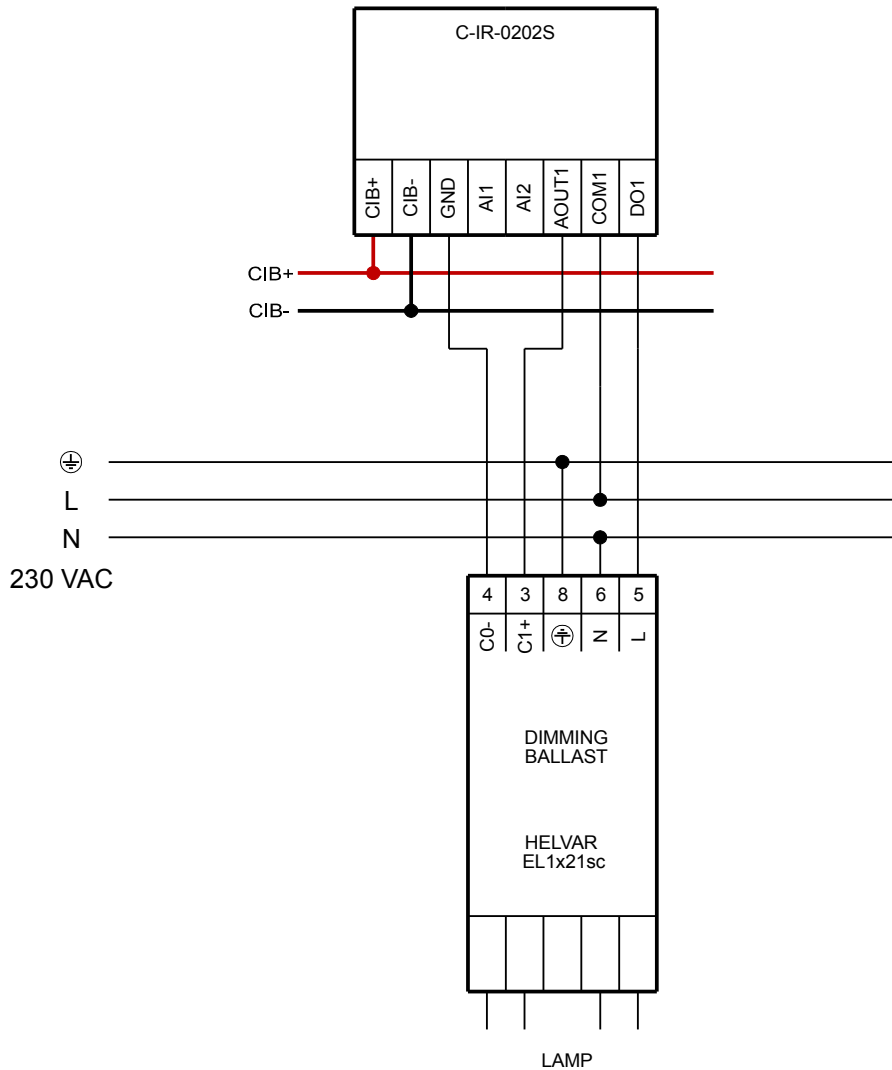 C-IR-0202S
CIB+
CIB-
GND
AI1
AI2
AOUT1
COM1
DO1
CIB+
CIB-
L
N
230 VAC
4
3
8
6
5
C0-
C1+
N
L
DIMMING
BALLAST
HELVAR
EL1x21sc
LAMP